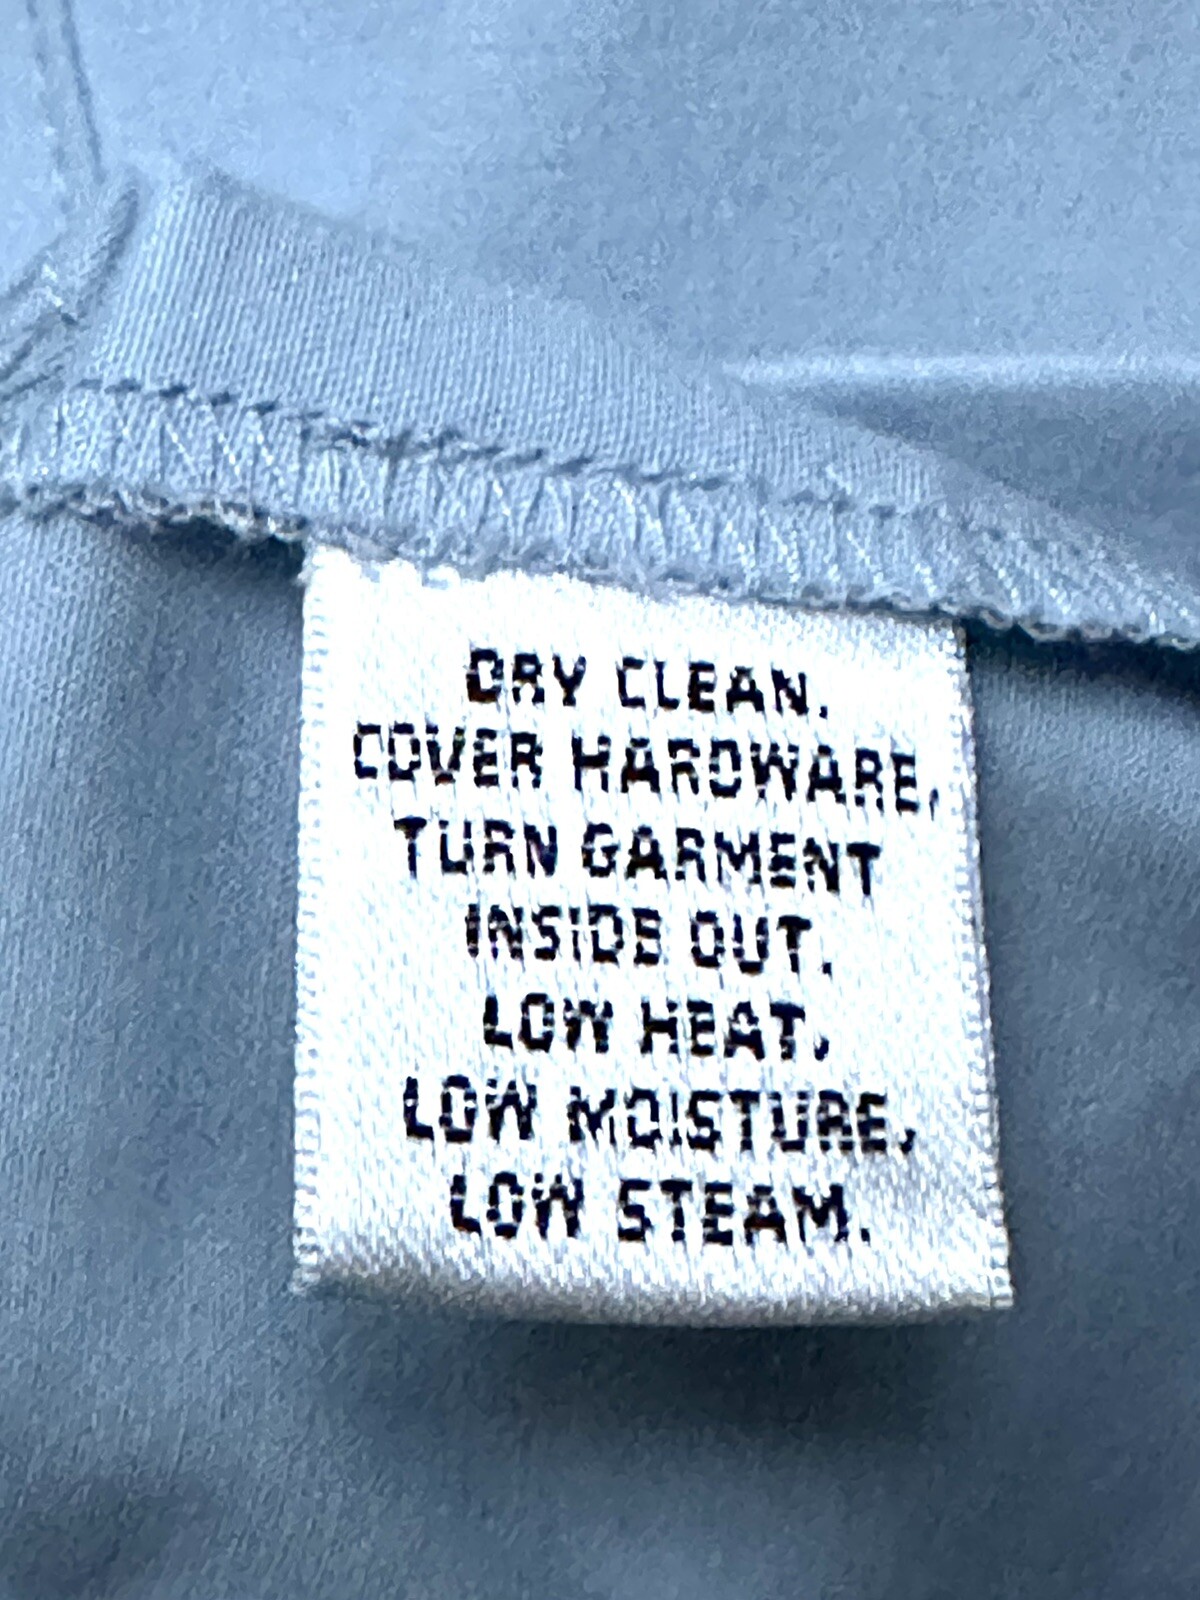 DRY CLEAN.
COVER HARDWARE,
TURN GARMENT
INSIDE OUT.
LOW HEAT,
LOW MOISTURE,
LOW STEAM.